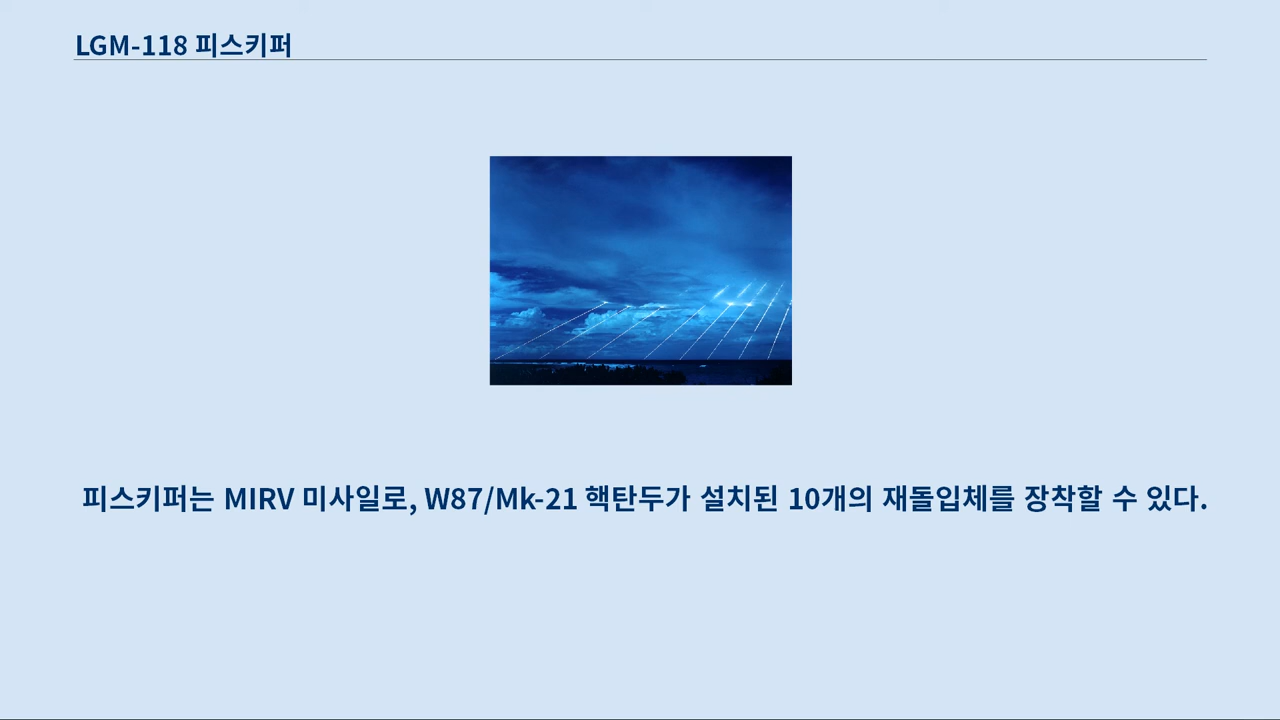 LGM-118 피스키퍼
피스키퍼는 MIRV 미사일로, W87/Mk-21 핵탄두가 설치된 10개의 재돌입체를 장착할 수 있다.